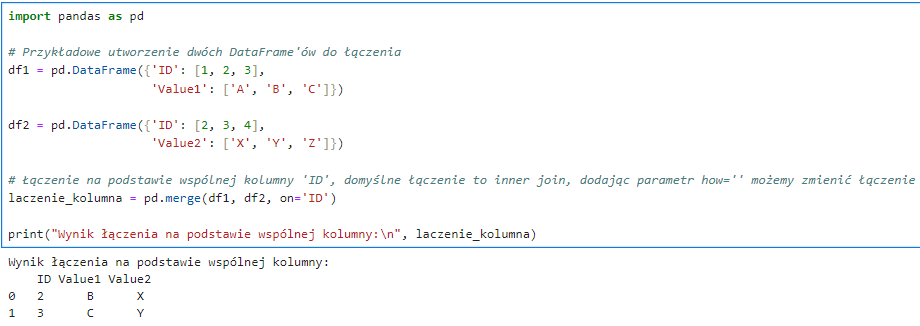 import pandas as pd
# Przykładowe utworzenie dwóch DataFrame'ów do łączenia
df1 = pd.DataFrame({'ID': [1, 2, 3],
'Value1': ['A', 'B', 'C']})
df2 = pd.DataFrame({'ID': [2, 3, 4],
'Value2': ['X', 'Y', 'Z']})
# Łączenie na podstawie wspólnej kolumny 'ID', domyślne łączenie to inner join, dodając parametr how='' możemy zmienić łączenie
laczenie_kolumna = pd.merge(df1, df2, on='ID')
print("Wynik łączenia na podstawie wspólnej kolumny:\n", laczenie_kolumna)
Wynik łączenia na podstawie wspólnej kolumny:
ID Value1 Value2
0 2 B X
1 3 C Y